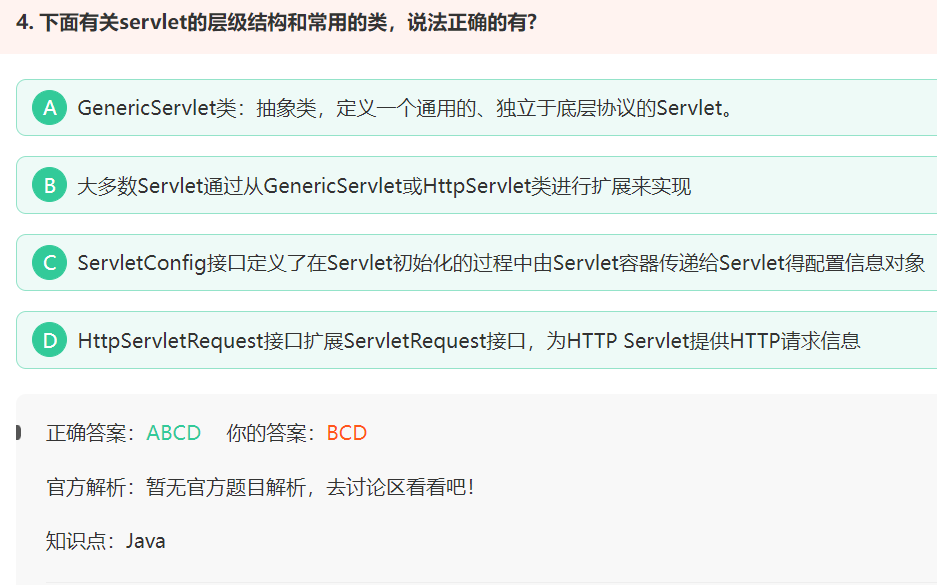 4. 下面有关servlet的层级结构和常用的类，说法正确的有?
A GenericServlet类：抽象类，定义一个通用的、独立于底层协议的Servlet。
B 大多数Servlet通过从GenericServlet或HttpServlet类进行扩展来实现
C ServletConfig接口定义了在Servlet初始化的过程中由Servlet容器传递给Servlet得配置信息对象
D HttpServletRequest接口扩展ServletRequest接口，为HTTP Servlet提供HTTP请求信息
正确答案：ABCD 你的答案：BCD
官方解析：暂无官方题目解析，去讨论区看看吧！
知识点：Java